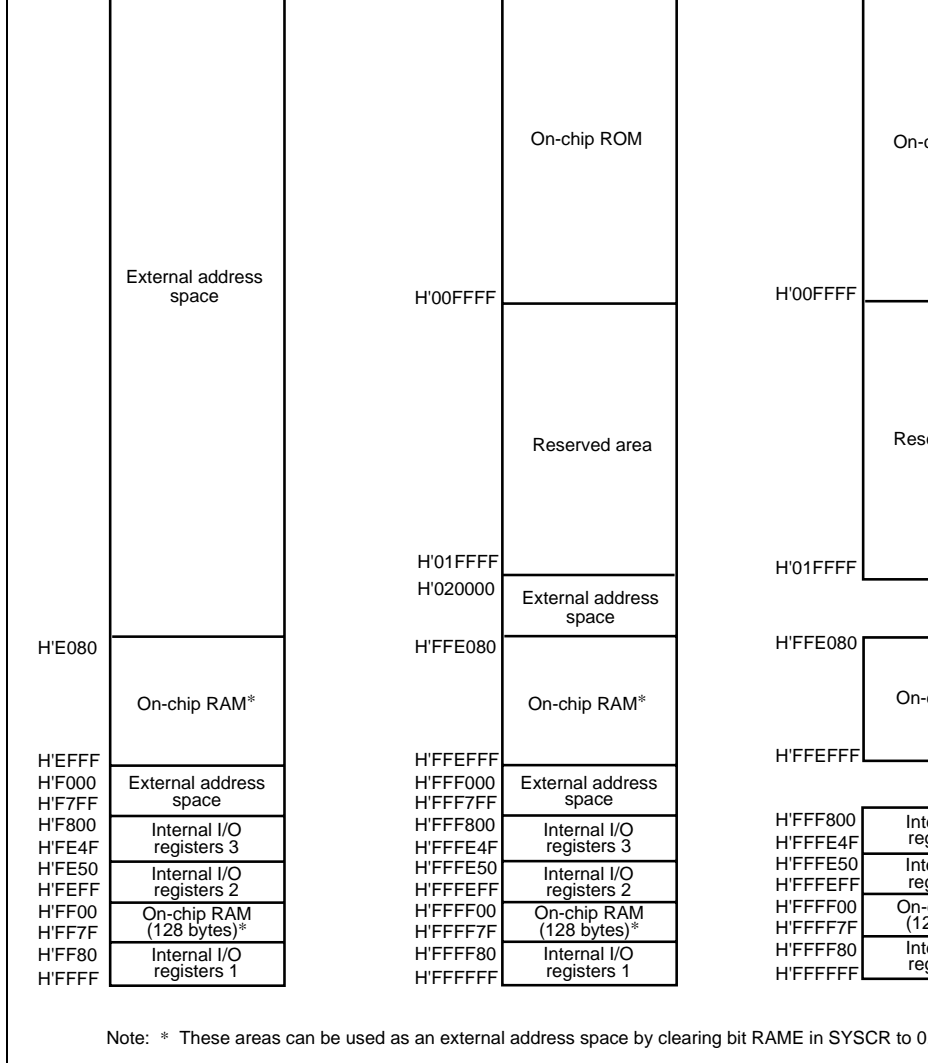 External address
space
H'E080
On-chip RAM*
H'EFFF
H'F000
External address
space
H'F7FF
H'F800
Internal I/O
registers 3
H'FE4F
H'FE50
Internal I/O
registers 2
H'FEFF
H'FF00
On-chip RAM
(128 bytes)*
H'FF7F
H'FF80
Internal I/O
registers 1
H'FFFF
On-chip ROM
H'00FFFF
Reserved area
H'01FFFF
H'020000
External address
space
H'FFE080
On-chip RAM*
H'FFEFFF
H'FFF000
External address
space
H'FFF7FF
H'FFF800
Internal I/O
registers 3
H'FFFE4F
H'FFFE50
Internal I/O
registers 2
H'FFFEFF
H'FFFF00
On-chip RAM
(128 bytes)*
H'FFFF7F
H'FFFF80
Internal I/O
registers 1
H'FFFFFF
H'00FFFF
H'01FFFF
H'FFE080
H'FFEFFF
H'FFF800
H'FFFE4F
H'FFFE50
H'FFFEFF
H'FFFF00
H'FFFF7F
H'FFFF80
H'FFFFFF
Note: * These areas can be used as an external address space by clearing bit RAME in SYSCR to 0